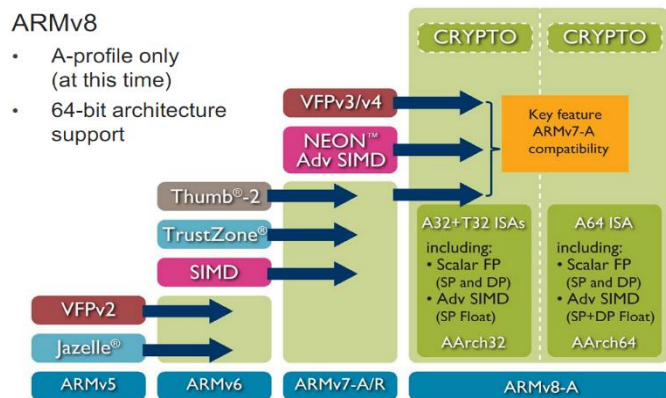 ARMv8
• A-profile only
(at this time)
• 64-bit architecture
support
CRYPTO
CRYPTO
VFPv3/v4
NEON™
Adv SIMD
Key feature
ARMv7-A
compatibility
Thumb®-2
TrustZone®
SIMD
VFPv2
Jazelle®
A32+T32 ISAs
including:
• Scalar FP
(SP and DP)
• Adv SIMD
(SP Float)
AArch32
A64 ISA
including:
• Scalar FP
(SP and DP)
• Adv SIMD
(SP+DP Float)
AArch64
ARMv5
ARMv6
ARMv7-A/R
ARMv8-A